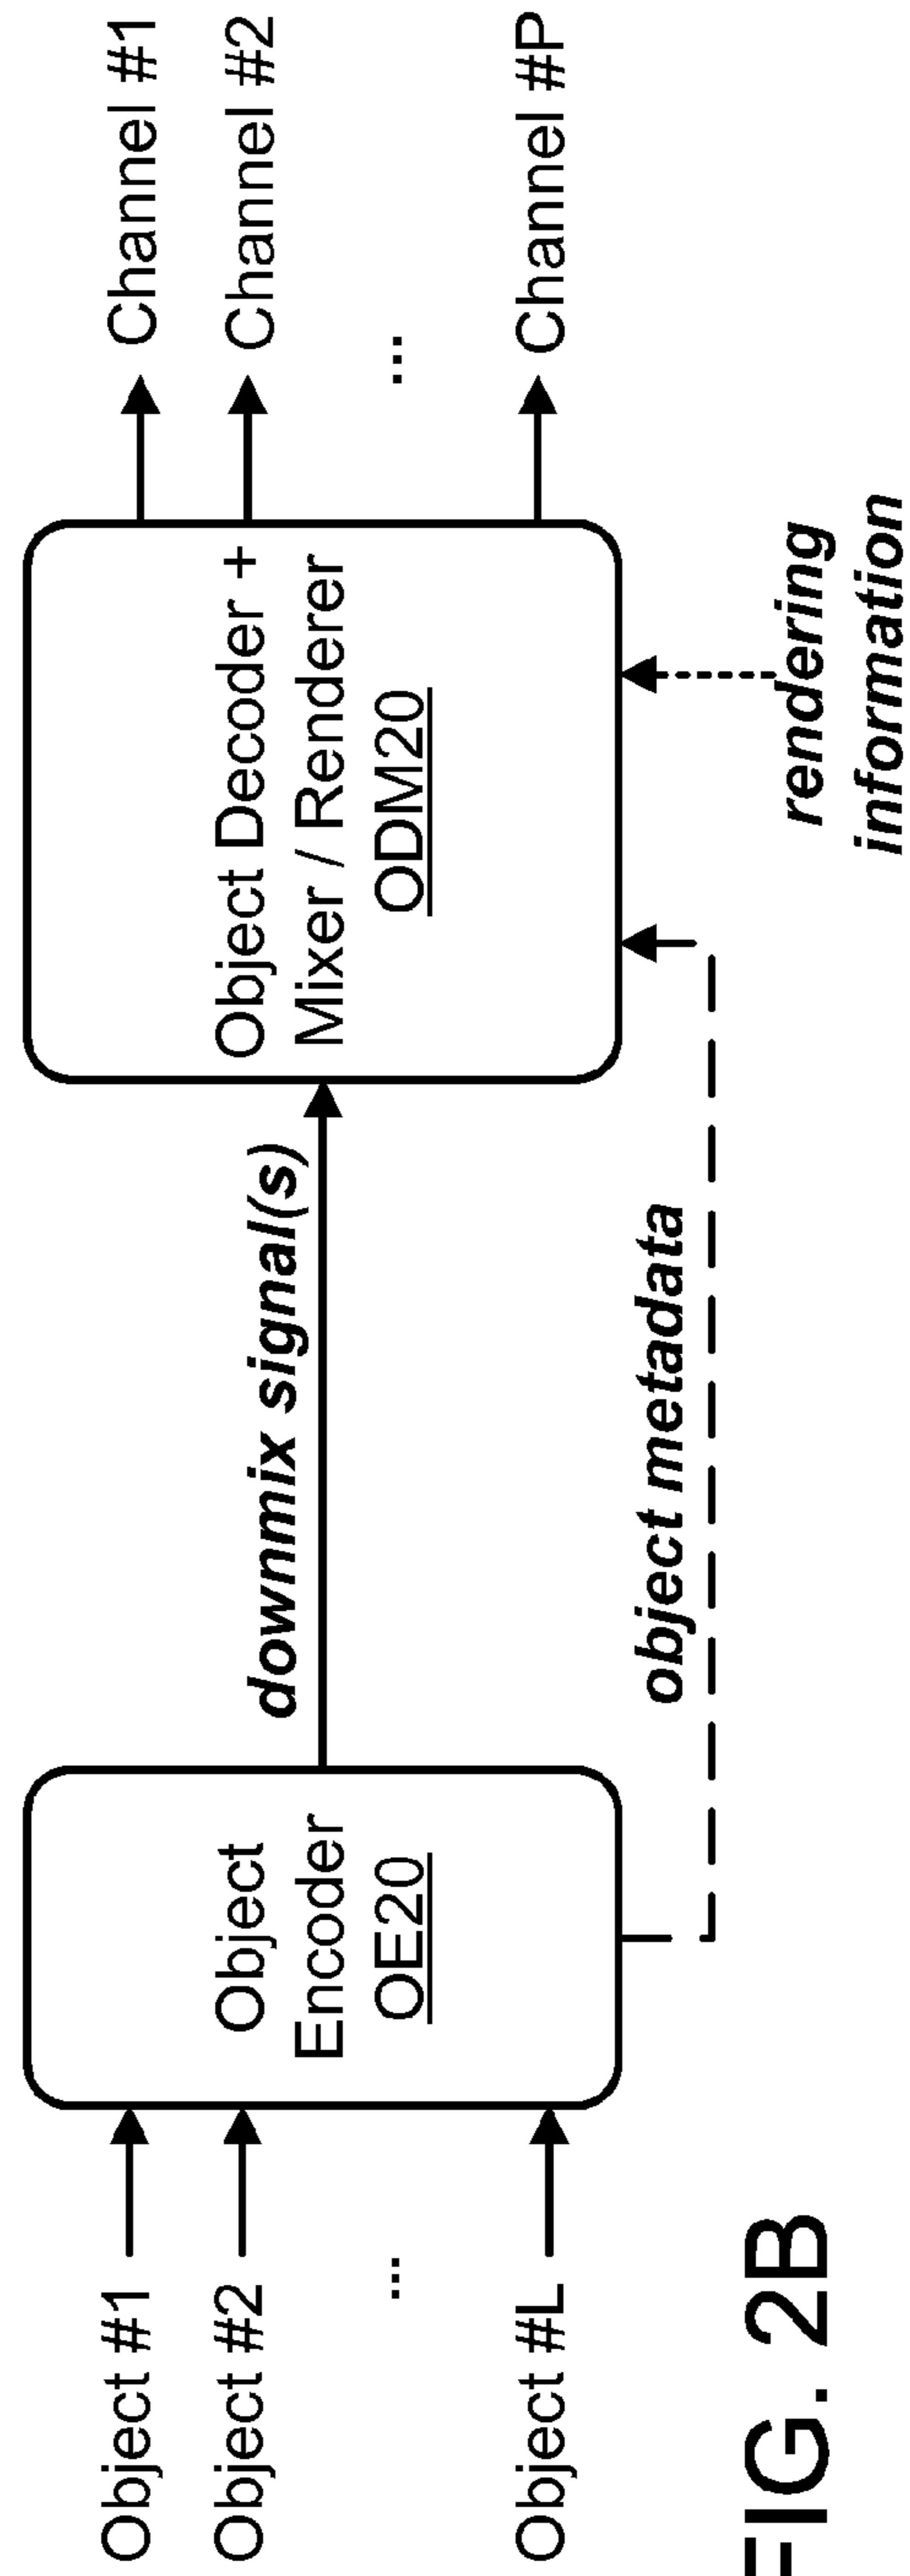 Object #1
Object #2
...
Object #L
Object
Encoder
OE20
downmix signal(s)
object metadata
Object Decoder +
Mixer / Renderer
ODM20
rendering
information
Channel #1
Channel #2
...
Channel #P
FIG. 2B